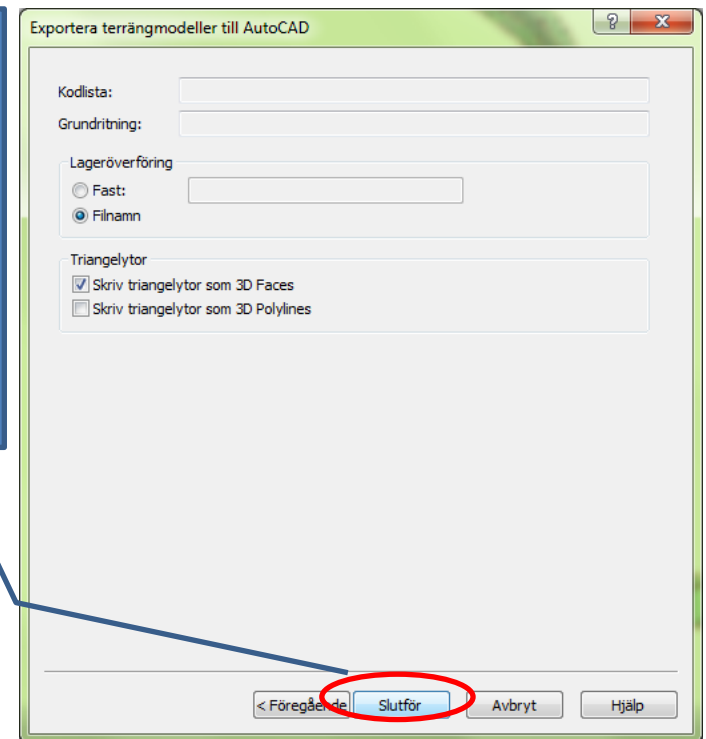 Exportera terrängmodeller till AutoCAD
Kodlista:
Grundritning:
Lageröverföring
Fast:
Filnamn
Triangelytor
Skriv triangelytor som 3D Faces
Skriv triangelytor som 3D Polylines
< Föregående Slutför Avbryt Hjälp